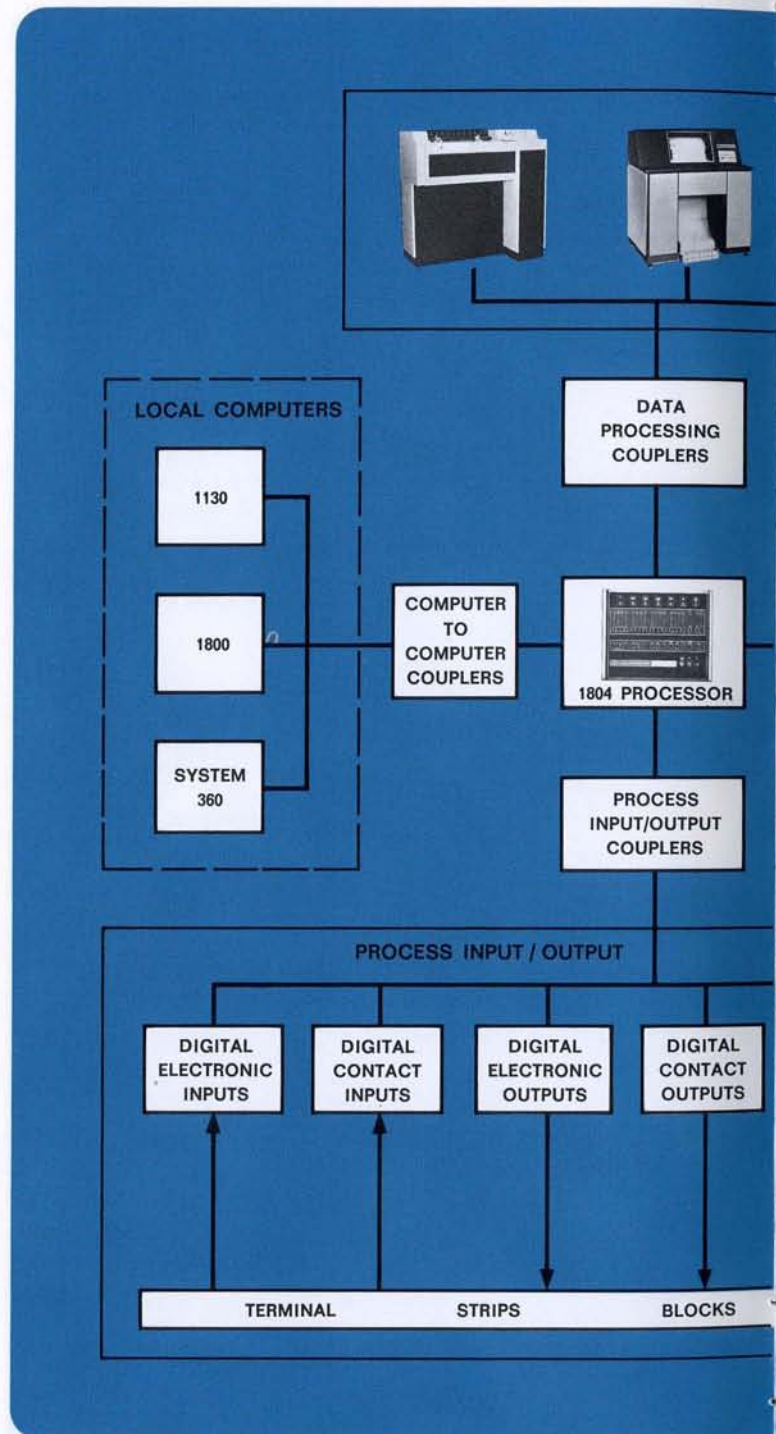 LOCAL COMPUTERS
1130
1800
SYSTEM
360
COMPUTER
TO
COMPUTER
COUPLERS
DATA
PROCESSING
COUPLERS
1804 PROCESSOR
PROCESS
INPUT/OUTPUT
COUPLERS
PROCESS INPUT / OUTPUT
DIGITAL
ELECTRONIC
INPUTS
DIGITAL
CONTACT
INPUTS
DIGITAL
ELECTRONIC
OUTPUTS
DIGITAL
CONTACT
OUTPUTS
TERMINAL STRIPS BLOCKS